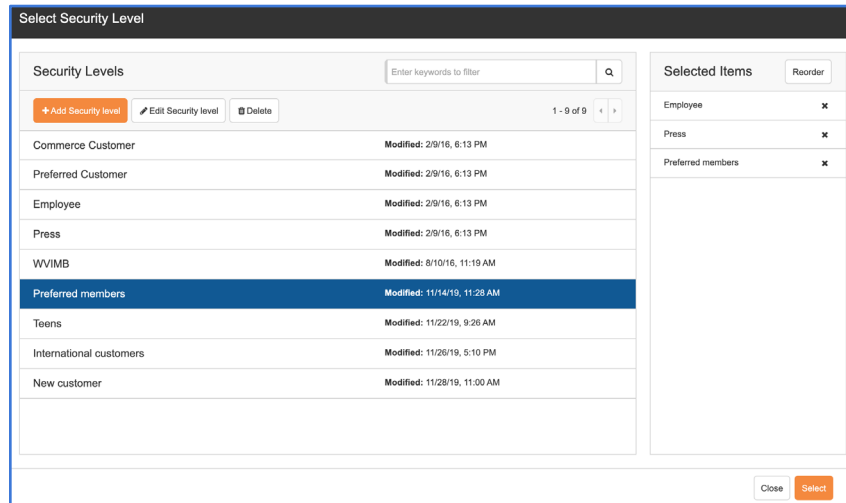 Select Security Level
Security Levels
Enter keywords to filter
Selected Items
Reorder
Add Security level
Edit Security level
Delete
1 - 9 of 9
Employee
Press
Preferred members
Commerce Customer Modified: 2/9/16, 6:13 PM
Preferred Customer Modified: 2/9/16, 6:13 PM
Employee Modified: 2/9/16, 6:13 PM
Press Modified: 2/9/16, 6:13 PM
WVIMB Modified: 8/10/16, 11:19 AM
Preferred members Modified: 11/14/19, 11:28 AM
Teens Modified: 11/22/19, 9:26 AM
International customers Modified: 11/26/19, 5:10 PM
New customer Modified: 11/28/19, 11:00 AM
Close
Select